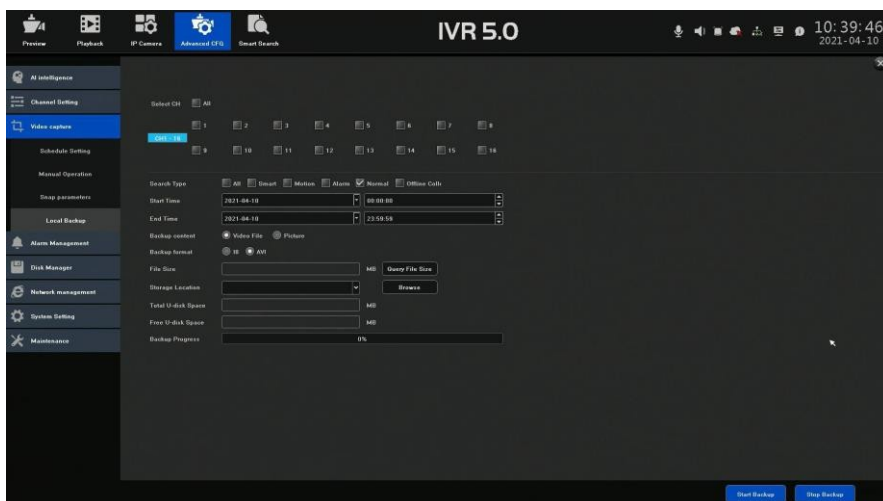 Preview Playback IP Camera Advanced CFG Smart Search IVR 5.0 10:39:46
2021-04-10
AI intelligence
Channel Setting
Video capture
Schedule Setting
Manual Operation
Snap parameters
Local Backup
Alarm Management
Disk Manager
Network management
System Setting
Maintenance
Select CH All
CH1 - 16
1 2 3 4 5 6 7 8
9 10 11 12 13 14 15 16
Search Type All Smart Motion Alarm Normal Offline Colle
Start Time 2021-04-10 00:00:00
End Time 2021-04-10 23:59:59
Backup content Video File Picture
Backup format AVI
File Size MB Query File Size
Storage Location Browse
Total U-disk Space MB
Free U-disk Space MB
Backup Progress 0%
Start Backup Stop Backup